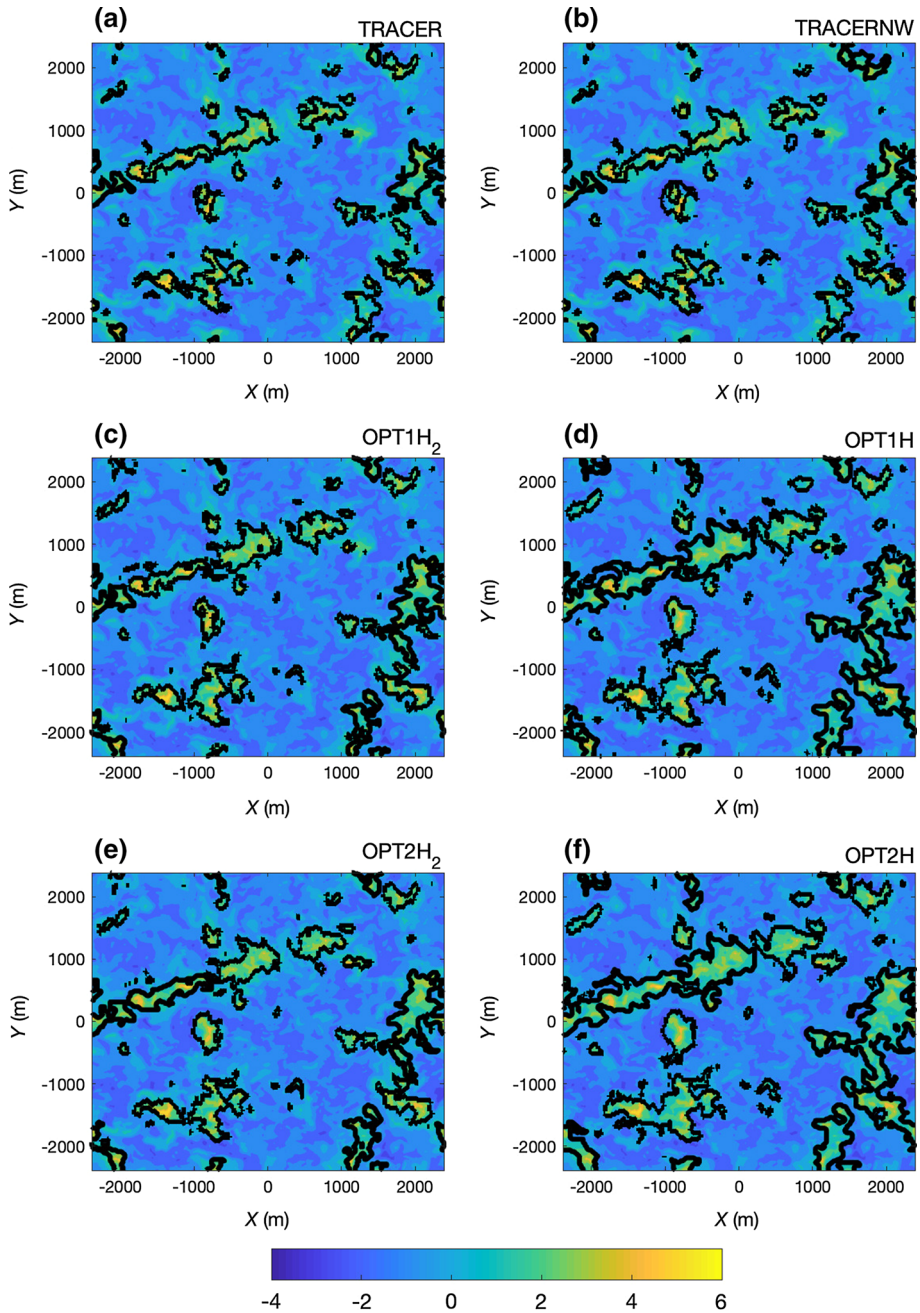 (a) TRACER
2000
1000
0
-1000
-2000
Y (m)
-2000 -1000 0 1000 2000
X (m)
(b) TRACERNW
2000
1000
0
-1000
-2000
Y (m)
-2000 -1000 0 1000 2000
X (m)
(c) OPT1H2
2000
1000
0
-1000
-2000
Y (m)
-2000 -1000 0 1000 2000
X (m)
(d) OPT1H
2000
1000
0
-1000
-2000
Y (m)
-2000 -1000 0 1000 2000
X (m)
(e) OPT2H2
2000
1000
0
-1000
-2000
Y (m)
-2000 -1000 0 1000 2000
X (m)
(f) OPT2H
2000
1000
0
-1000
-2000
Y (m)
-2000 -1000 0 1000 2000
X (m)
-4 -2 0 2 4 6